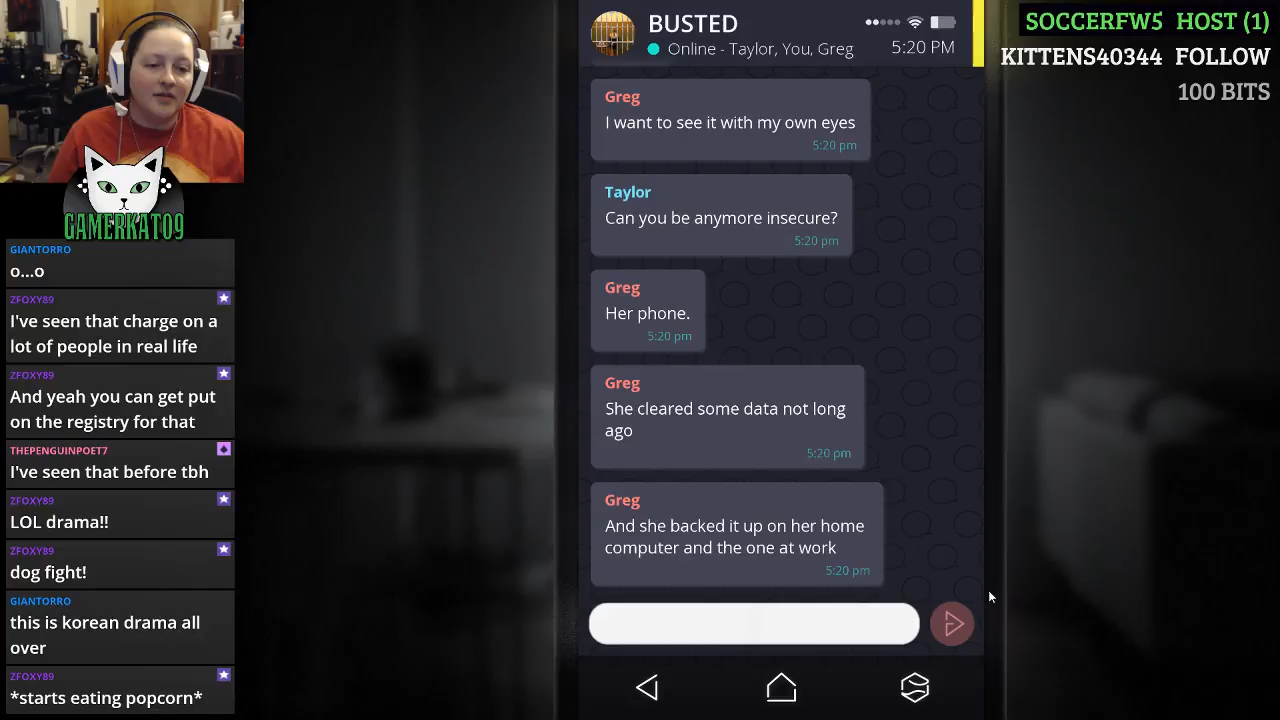 GAMERKAT09
GIANTORRO
o...o
ZFOXY89
I've seen that charge on a
lot of people in real life
ZFOXY89
And yeah you can get put
on the registry for that
THEPENGUINPOET7
I've seen that before tbh
ZFOXY89
LOL drama!!
ZFOXY89
dog fight!
GIANTORRO
this is korean drama all
over
ZFOXY89
*starts eating popcorn*
BUSTED
Online - Taylor, You, Greg
5:20 PM
Greg
I want to see it with my own eyes
5:20 pm
Taylor
Can you be anymore insecure?
5:20 pm
Greg
Her phone.
5:20 pm
Greg
She cleared some data not long
ago
5:20 pm
Greg
And she backed it up on her home
computer and the one at work
5:20 pm
SOCCERFW5 HOST (1)
KITTENS40344 FOLLOW
100 BITS